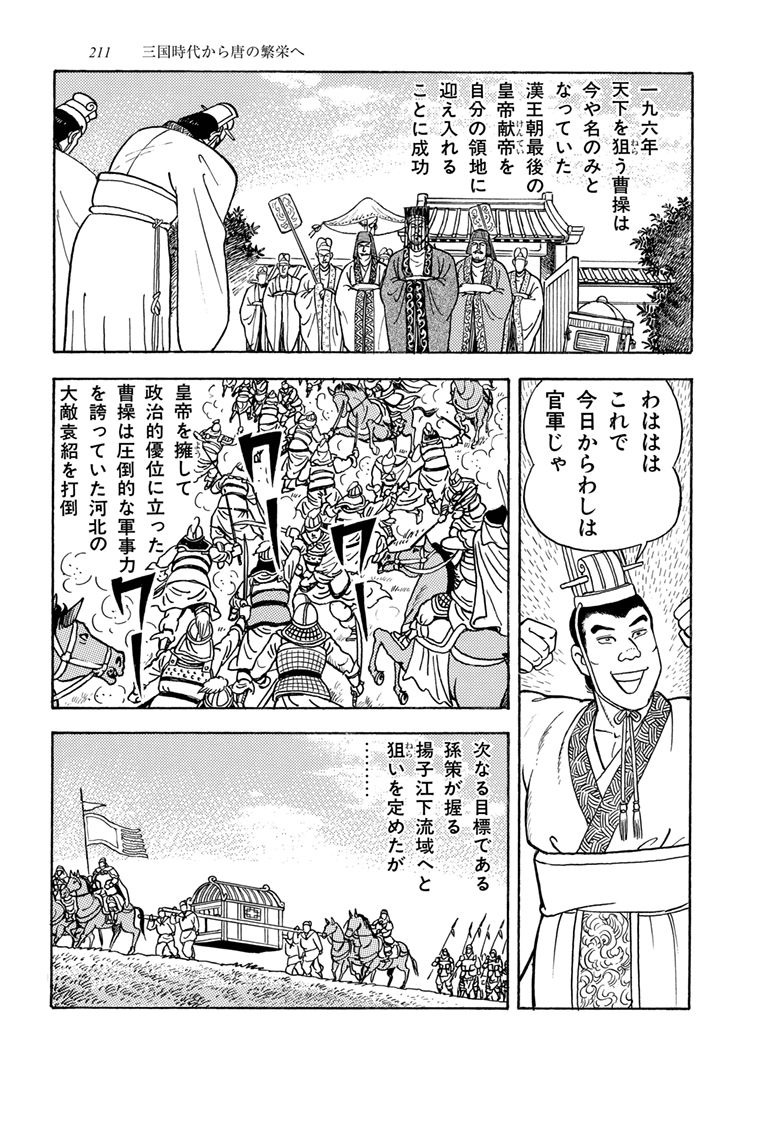 211 三国時代から唐の繁栄へ
一九六年
天下を狙う曹操は
今や名のみと
なっていた
漢王朝最後の
皇帝献帝を
自分の領地に
迎え入れる
ことに成功
わははは
これで
今日からわしは
官軍じゃ
皇帝を擁して
政治的優位に立った
曹操は圧倒的な軍事力
を誇っていた河北の
大敵袁紹を打倒
ワー
ワー
ワー
ワー
次なる目標である
孫策が握る
揚子江下流域へと
狙いを定めたが
………